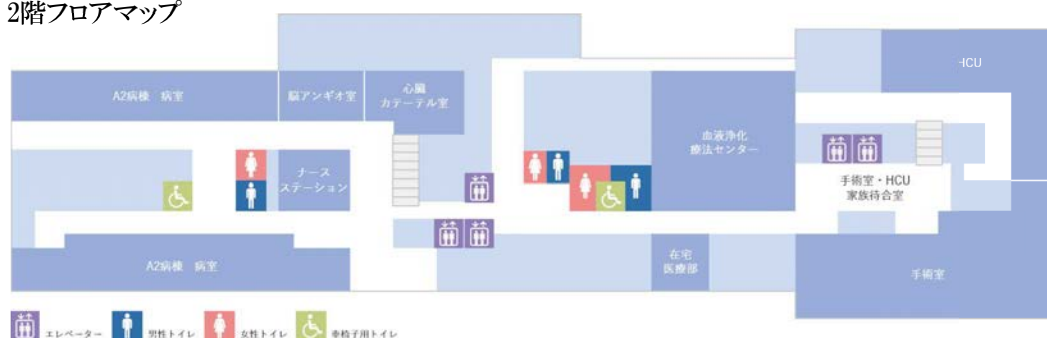 2階フロアマップ
HCU
A2病棟　病室
脳アンギオ室
心臓
カテーテル室
血液浄化
療法センター
ナース
ステーション
手術室・HCU
家族待合室
A2病棟　病室
在宅
医療部
手術室
エレベーター
男性トイレ
女性トイレ
車椅子用トイレ